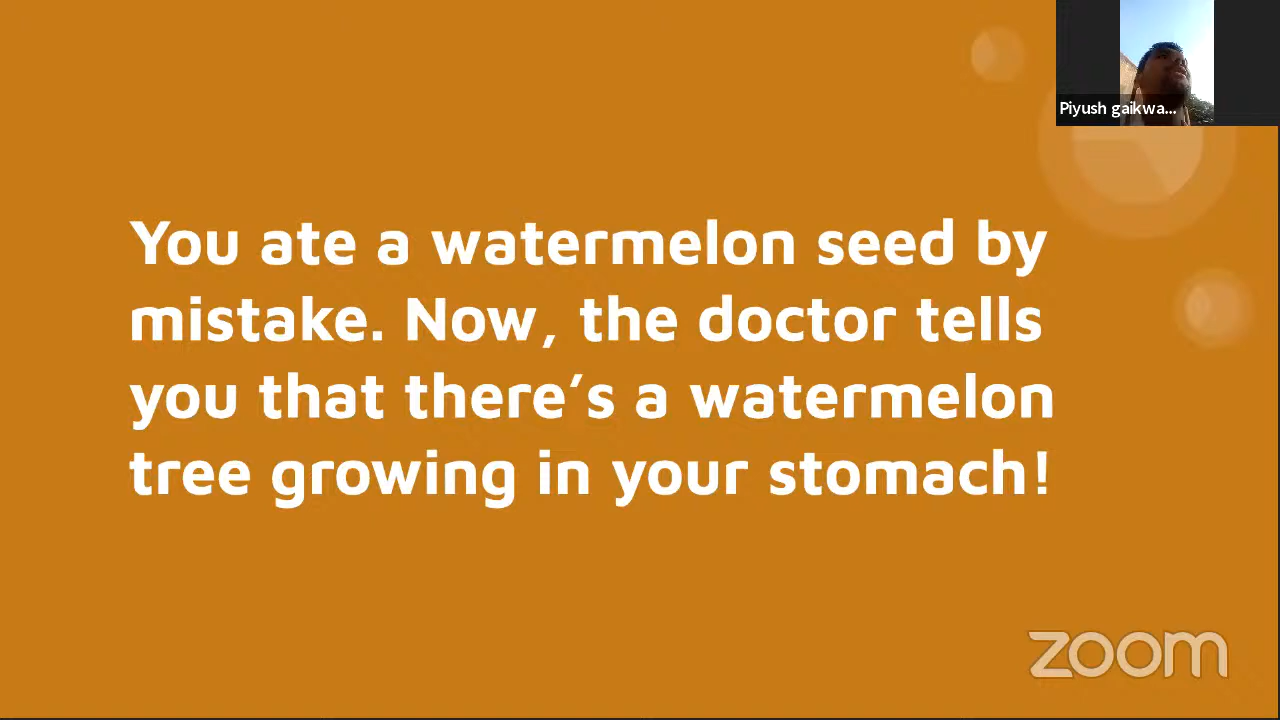 Piyush gaikwa...
You ate a watermelon seed by
mistake. Now, the doctor tells
you that there’s a watermelon
tree growing in your stomach!
zoom